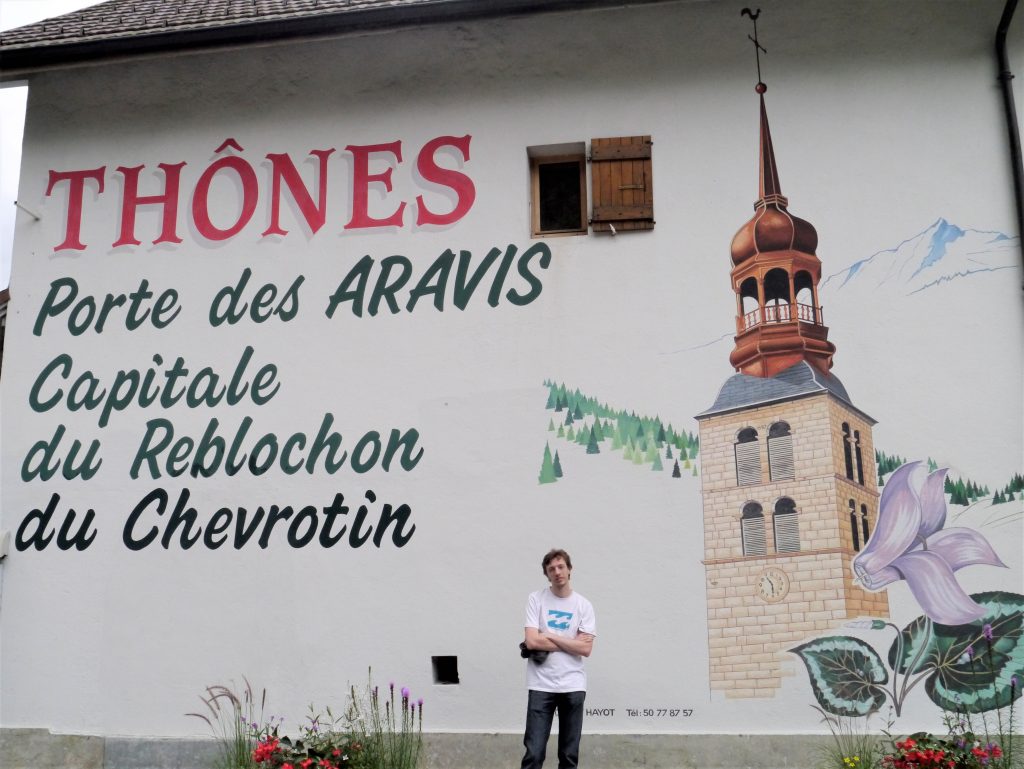 THÔNES
Porte des ARAVIS
Capitale
du Reblochon
du Chevrotin
HAYOT Tél: 50 77 87 57